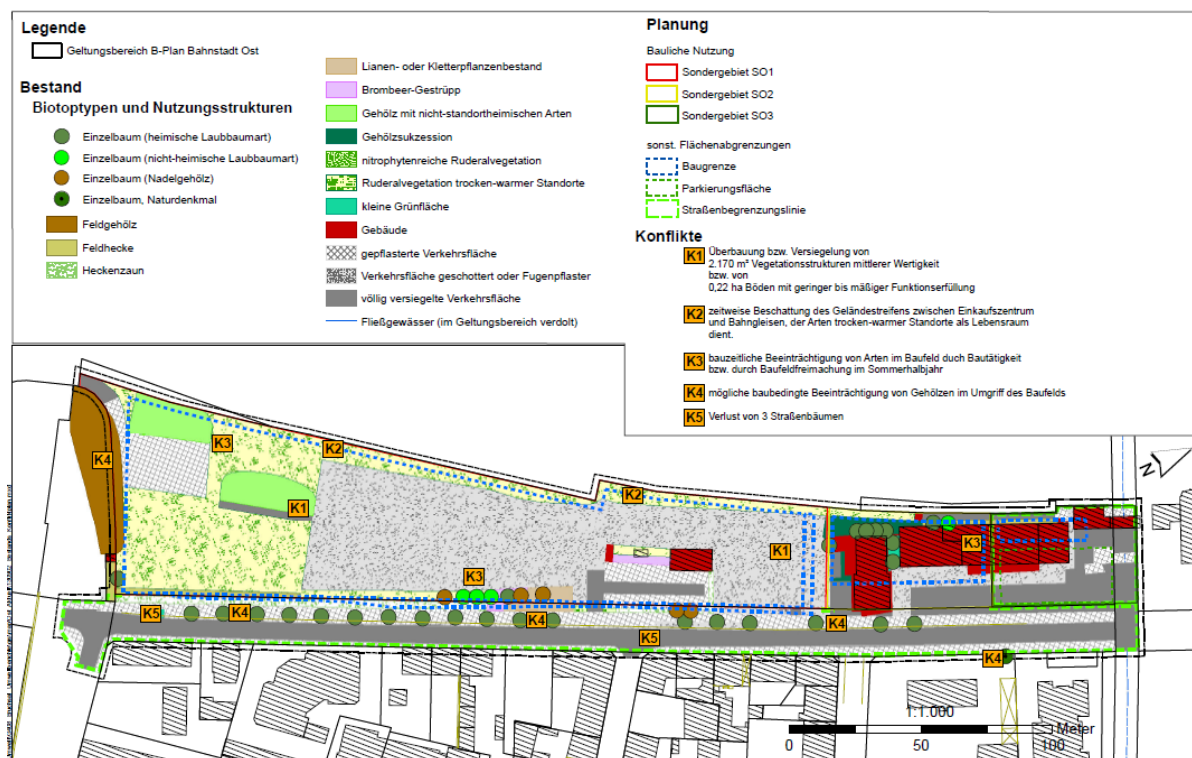 Legende
Geltungsbereich B-Plan Bahnstadt Ost
Bestand
Biotoptypen und Nutzungsstrukturen
Einzelbaum (heimische Laubbaumart)
Einzelbaum (nicht-heimische Laubbaumart)
Einzelbaum (Nadelgehölz)
Einzelbaum, Naturdenkmal
Feldgehölz
Feldhecke
Heckenzaun
Lianen- oder Kletterpflanzenbestand
Brombeer-Gestrüpp
Gehölz mit nicht-standortheimischen Arten
Gehölzsukzession
nitrophytenreiche Ruderalvegetation
Ruderalvegetation trocken-warmer Standorte
kleine Grünfläche
Gebäude
gepflasterte Verkehrsfläche
Verkehrsfläche geschottert oder Fugenpflaster
völlig versiegelte Verkehrsfläche
Fließgewässer (im Geltungsbereich verdolt)
Planung
Bauliche Nutzung
Sondergebiet SO1
Sondergebiet SO2
Sondergebiet SO3
sonst. Flächenabgrenzungen
Baugrenze
Parkierungsfläche
Straßenbegrenzungslinie
Konflikte
K1 Überbauung bzw. Versiegelung von
2.170 m² Vegetationsstrukturen mittlerer Wertigkeit
bzw. von
0,22 ha Böden mit geringer bis mäßiger Funktionserfüllung
K2 zeitweise Beschattung des Geländestreifens zwischen Einkaufszentrum
und Bahngleisen, der Arten trocken-warmer Standorte als Lebensraum
dient.
K3 bauzeitliche Beeinträchtigung von Arten im Baufeld duch Bautätigkeit
bzw. durch Baufeldfreimachung im Sommerhalbjahr
K4 mögliche baubedingte Beeinträchtigung von Gehölzen im Umgriff des Baufelds
K5 Verlust von 3 Straßenbäumen
K3
K2
K4
N
K2
K1
K1
K3
K3
K5
K4
K4
K5
K4
K4
1:1.000
Meter
0
50
100